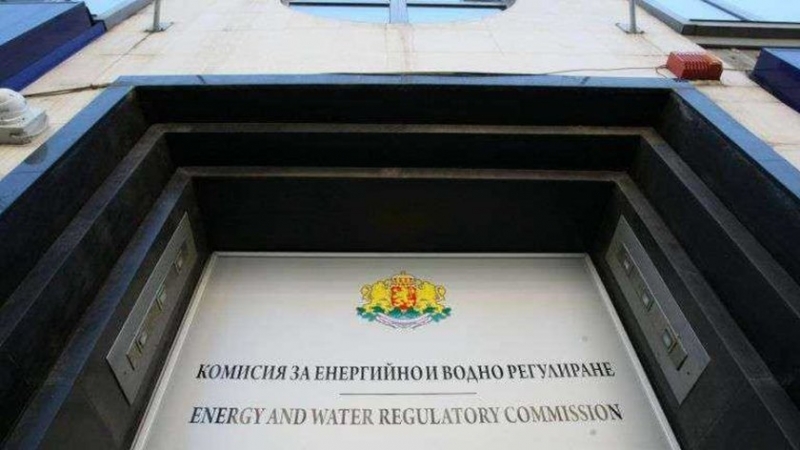 КОМИСИЯ ЗА ЕНЕРГИЙНО И ВОДНО РЕГУЛИРАНЕ
ENERGY AND WATER REGULATORY COMMISSION